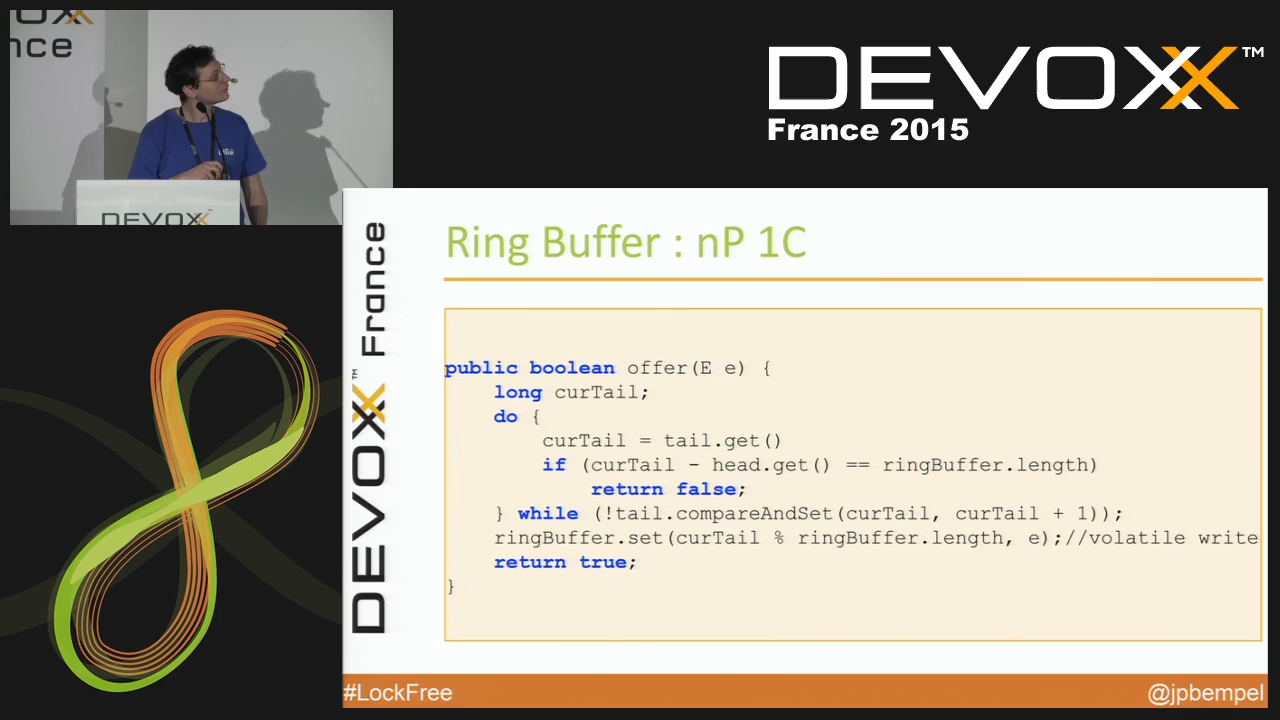 DEVOXX™
France 2015
nce
DEVOXX
DEVOXX™ France
Ring Buffer : nP 1C
public boolean offer(E e) {
long curTail;
do {
curTail = tail.get()
if (curTail - head.get() == ringBuffer.length)
return false;
} while (!tail.compareAndSet(curTail, curTail + 1));
ringBuffer.set(curTail % ringBuffer.length, e);//volatile write
return true;
}
#LockFree
@jpbempel